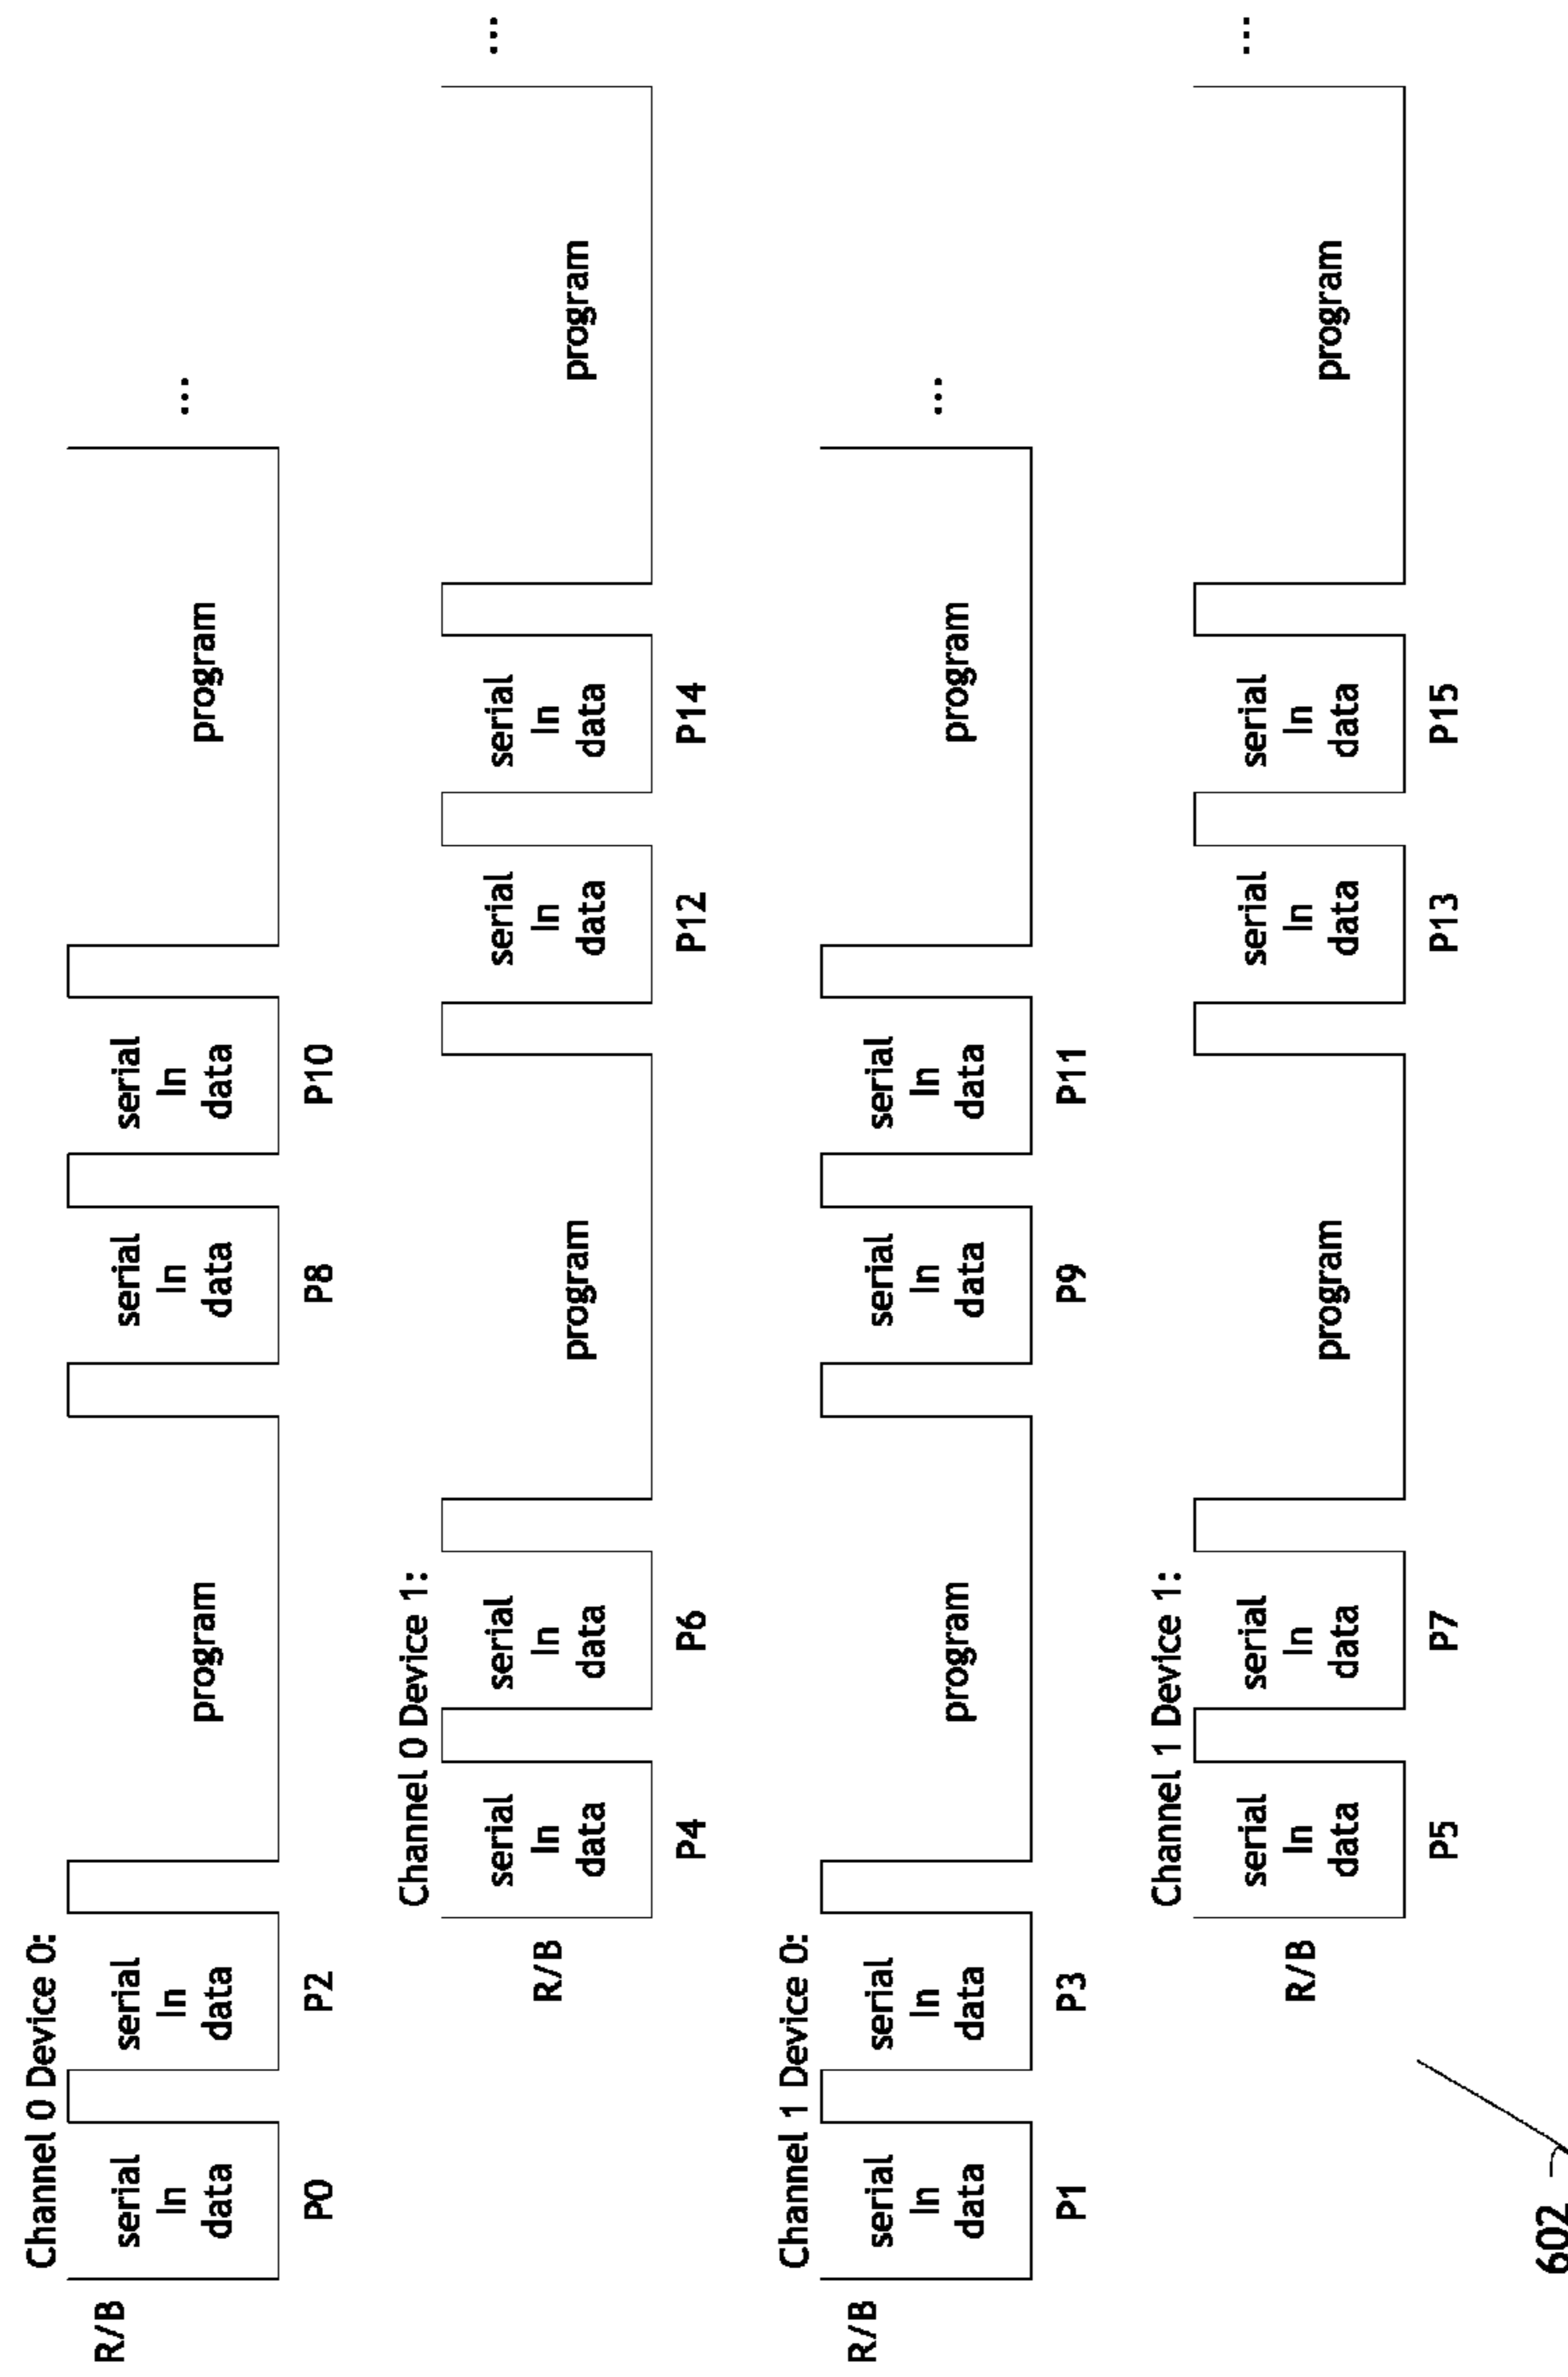 Channel 0 Device 0:
R/B
serial
In
data
serial
In
data
program
serial
In
data
serial
In
data
program
...
P0
P2
P8
P10
Channel 0 Device 1:
R/B
serial
In
data
serial
In
data
program
serial
In
data
serial
In
data
program
...
P4
P6
P12
P14
Channel 1 Device 0:
R/B
serial
In
data
serial
In
data
program
serial
In
data
serial
In
data
program
...
P1
P3
P9
P11
Channel 1 Device 1:
R/B
serial
In
data
serial
In
data
program
serial
In
data
serial
In
data
program
...
P5
P7
P13
P15
602